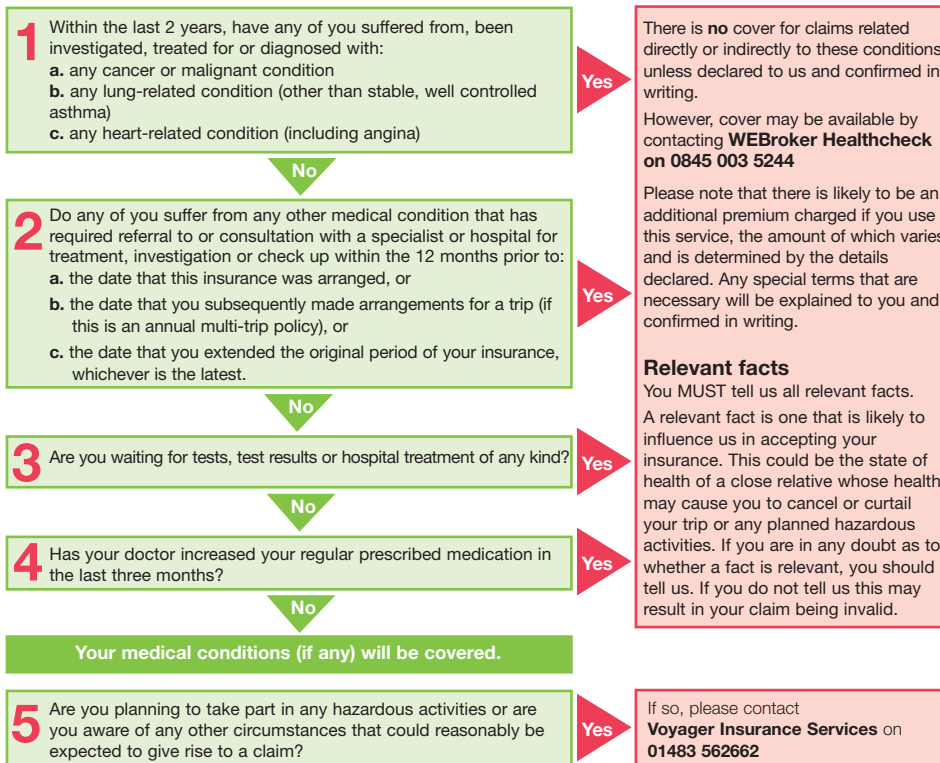 1 Within the last 2 years, have any of you suffered from, been
investigated, treated for or diagnosed with:
a. any cancer or malignant condition
b. any lung-related condition (other than stable, well controlled
asthma)
c. any heart-related condition (including angina)
Yes
No
2 Do any of you suffer from any other medical condition that has
required referral to or consultation with a specialist or hospital for
treatment, investigation or check up within the 12 months prior to:
a. the date that this insurance was arranged, or
b. the date that you subsequently made arrangements for a trip (if
this is an annual multi-trip policy), or
c. the date that you extended the original period of your insurance,
whichever is the latest.
Yes
No
3 Are you waiting for tests, test results or hospital treatment of any kind?
Yes
No
4 Has your doctor increased your regular prescribed medication in
the last three months?
Yes
No
Your medical conditions (if any) will be covered.
There is no cover for claims related
directly or indirectly to these conditions
unless declared to us and confirmed in
writing.
However, cover may be available by
contacting WEBroker Healthcheck
on 0845 003 5244
Please note that there is likely to be an
additional premium charged if you use
this service, the amount of which varies
and is determined by the details
declared. Any special terms that are
necessary will be explained to you and
confirmed in writing.
Relevant facts
You MUST tell us all relevant facts.
A relevant fact is one that is likely to
influence us in accepting your
insurance. This could be the state of
health of a close relative whose health
may cause you to cancel or curtail
your trip or any planned hazardous
activities. If you are in any doubt as to
whether a fact is relevant, you should
tell us. If you do not tell us this may
result in your claim being invalid.
5 Are you planning to take part in any hazardous activities or are
you aware of any other circumstances that could reasonably be
expected to give rise to a claim?
Yes
If so, please contact
Voyager Insurance Services on
01483 562662